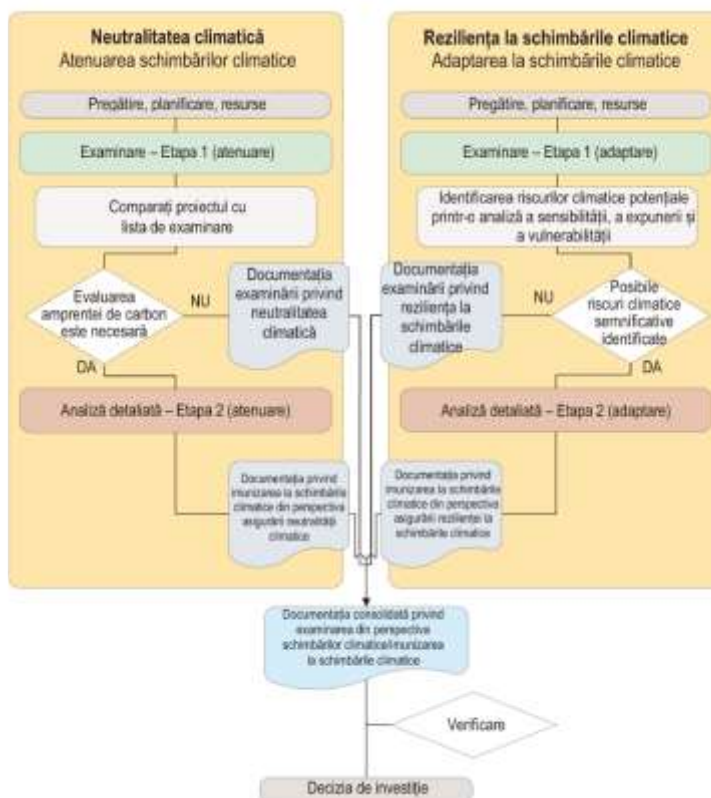 Neutralitatea climatică
Atenuarea schimbărilor climatice
Pregătire, planificare, resurse
Examinare – Etapa 1 (atenuare)
Comparați proiectul cu
lista de examinare
Evaluarea
amprentei de carbon
este necesară
NU
Documentația
examinării privind
neutralitatea
climatică
DA
Analiză detaliată – Etapa 2 (atenuare)
Documentația privind
imunizarea la schimbările
climatice din perspectiva
asigurării neutralității
climatice
Reziliența la schimbările climatice
Adaptarea la schimbările climatice
Pregătire, planificare, resurse
Examinare – Etapa 1 (adaptare)
Identificarea riscurilor climatice potențiale
printr-o analiză a sensibilității, a expunerii și
a vulnerabilității
Documentația
examinării privind
reziliența la
schimbările
climatice
NU
Posibile
riscuri climatice
semnificative
identificate
DA
Analiză detaliată – Etapa 2 (adaptare)
Documentația privind
imunizarea la schimbările
climatice din perspectiva
asigurării rezilienței la
schimbările climatice
Documentația consolidată privind
examinarea din perspectiva
schimbărilor climatice/imunizarea
la schimbările climatice
Verificare
Decizia de investiție